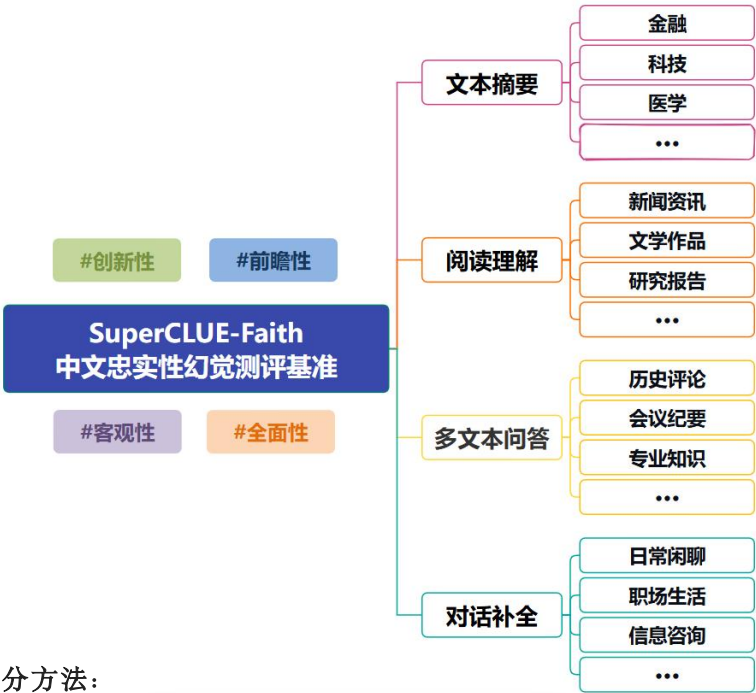 金融
科技
医学
...
文本摘要
新闻资讯
文学作品
研究报告
...
阅读理解
#创新性
#前瞻性
SuperCLUE-Faith
中文忠实性幻觉测评基准
#客观性
#全面性
历史评论
会议纪要
专业知识
...
多文本问答
日常闲聊
职场生活
信息咨询
...
对话补全
分方法：